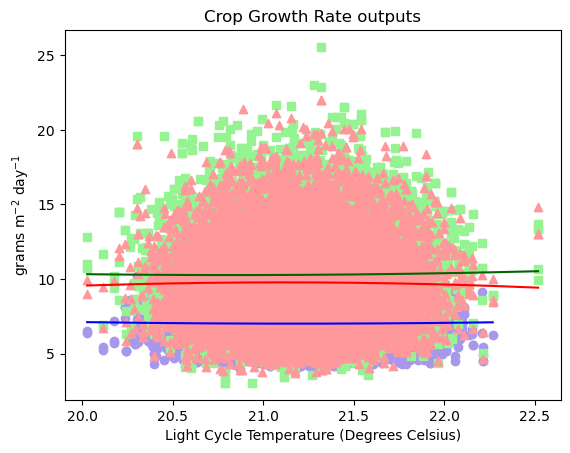 Crop Growth Rate outputs
25
20
15
10
5
grams m⁻² day⁻¹
20.0 20.5 21.0 21.5 22.0 22.5
Light Cycle Temperature (Degrees Celsius)